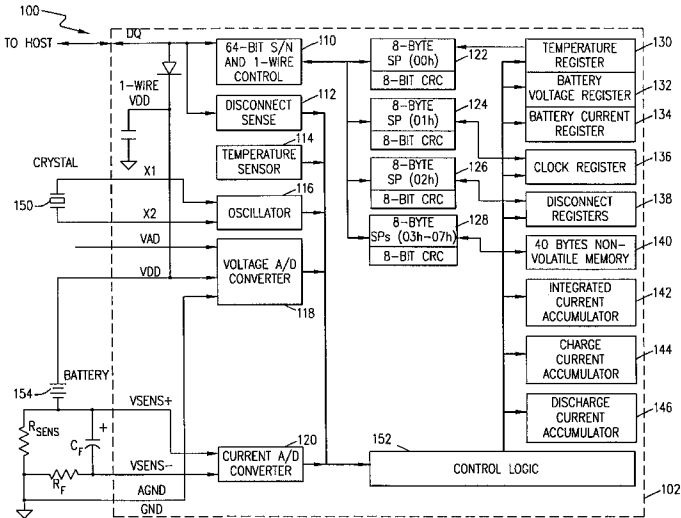 100
TO HOST
DQ
1-WIRE
VDD
CRYSTAL
150
X1
X2
VAD
VDD
154
BATTERY
VSENS+
RSENS
CF
+
RF
VSENS-
AGND
GND
64-BIT S/N
AND 1-WIRE
CONTROL
110
DISCONNECT
SENSE
112
114
TEMPERATURE
SENSOR
116
OSCILLATOR
VOLTAGE A/D
CONVERTER
118
120
CURRENT A/D
CONVERTER
8-BYTE
SP (00h)
8-BIT CRC
122
8-BYTE
SP (01h)
8-BIT CRC
124
8-BYTE
SP (02h)
8-BIT CRC
126
8-BYTE
SPs (03h-07h)
8-BIT CRC
128
TEMPERATURE
REGISTER
130
BATTERY
VOLTAGE REGISTER
132
BATTERY CURRENT
REGISTER
134
CLOCK REGISTER
136
DISCONNECT
REGISTERS
138
40 BYTES NON-
VOLATILE MEMORY
140
INTEGRATED
CURRENT
ACCUMULATOR
142
CHARGE
CURRENT
ACCUMULATOR
144
DISCHARGE
CURRENT
ACCUMULATOR
146
152
CONTROL LOGIC
102